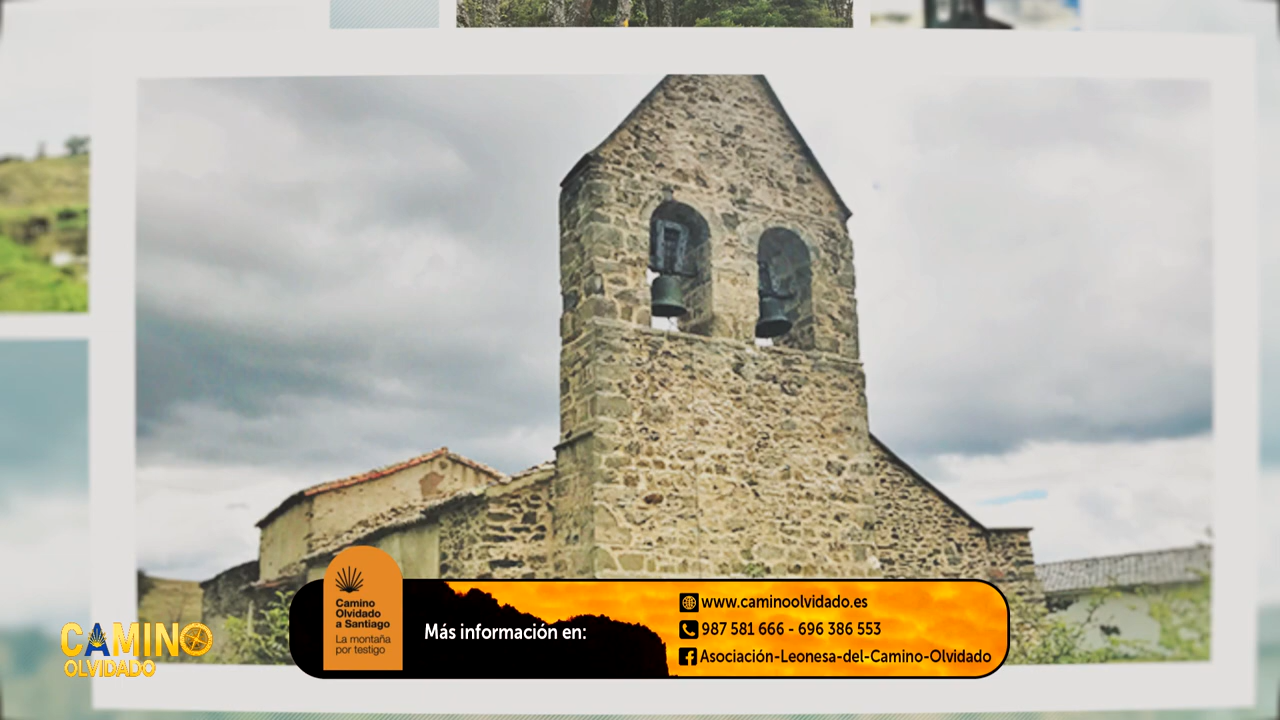 CAMINO
OLVIDADO
Camino
Olvidado
a Santiago
La montaña
por testigo
Más información en:
www.caminoolvidado.es
987 581 666 - 696 386 553
Asociación-Leonesa-del-Camino-Olvidado